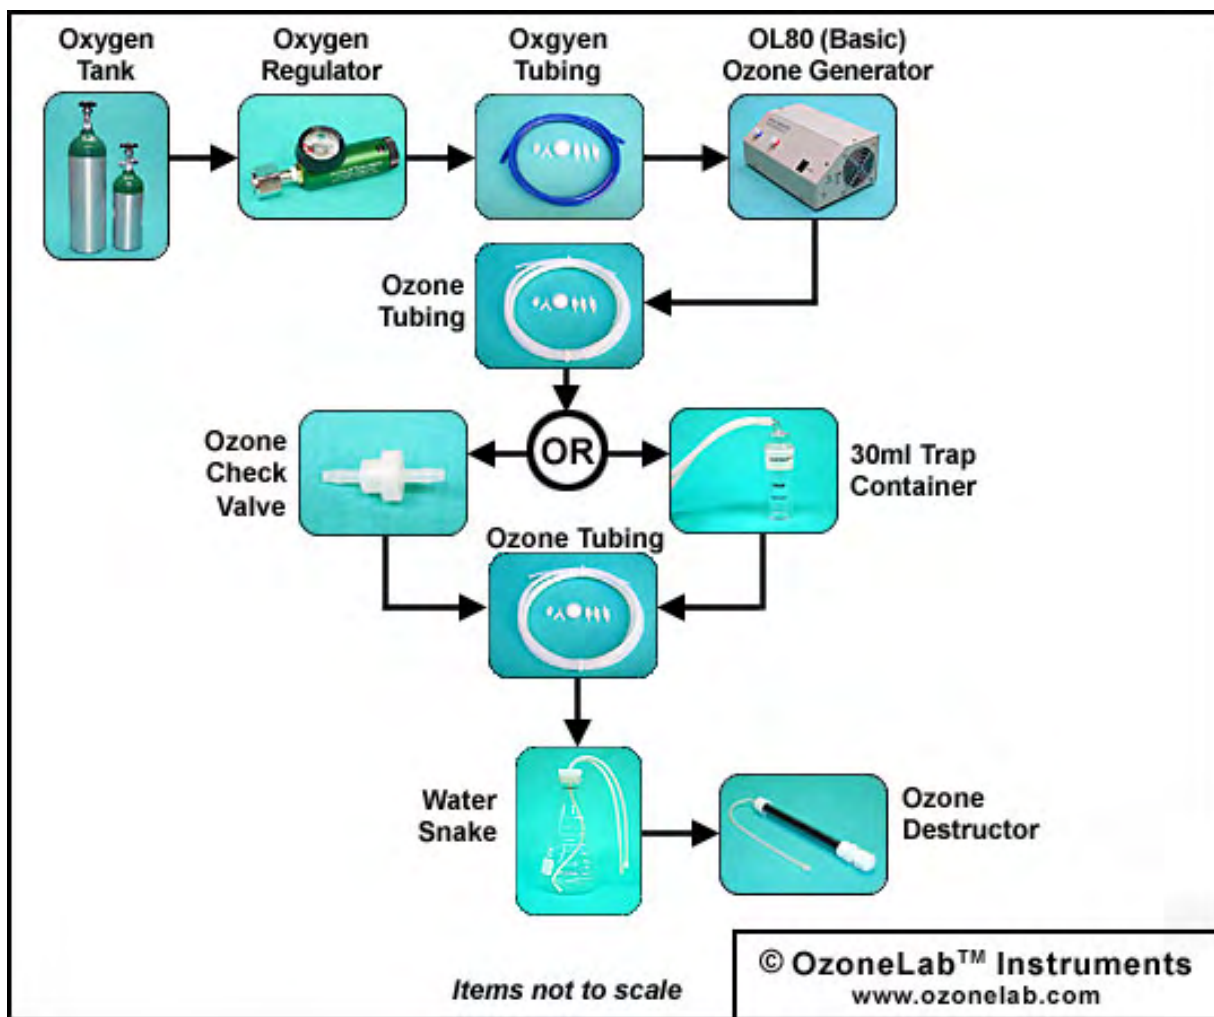 Oxygen
Tank
Oxygen
Regulator
Oxgyen
Tubing
OL80 (Basic)
Ozone Generator
Ozone
Tubing
OR
Ozone
Check
Valve
30ml Trap
Container
Ozone Tubing
Water
Snake
Ozone
Destructor
Items not to scale
© OzoneLab™ Instruments
www.ozonelab.com